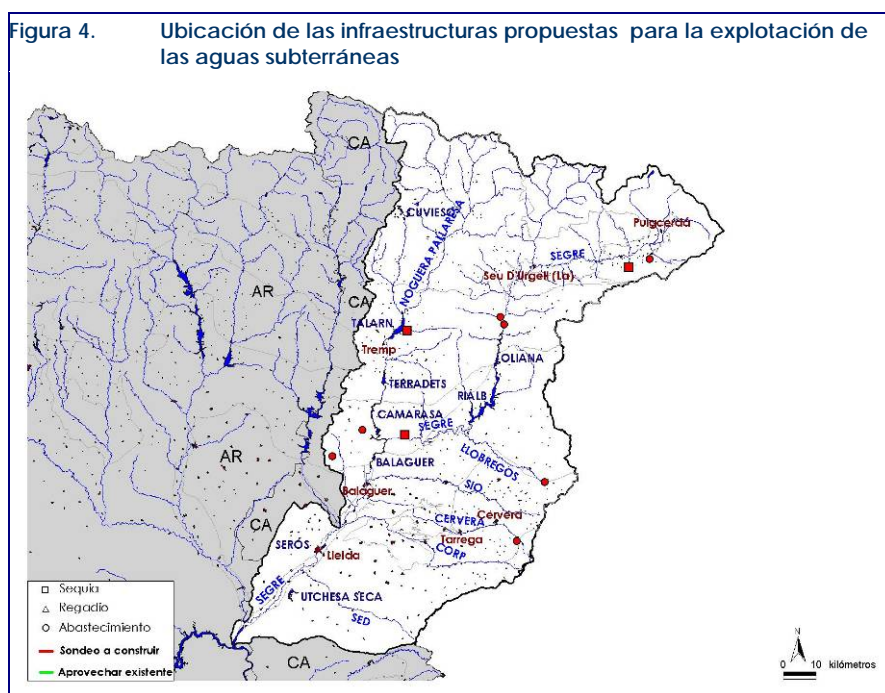 Figura 4. Ubicación de las infraestructuras propuestas para la explotación de
las aguas subterráneas
CA
CUVIESO
Puigcerdá
NOGUERA PALLARESA
SEGRE
Seu D'Urgell (La)
AR
CA
TALARN
Tremp
OLIANA
TERRADETS
RIALB
CAMARASA
SEGRE
AR
BALAGUER
LLOBREGOS
SIO
Balaguer
CA
CERVERA
Cervera
Tarrega
SERÓS
Lleida
CORP
SEGRE
UTCHESA SECA
SED
CA
Sequia
Regadio
Abastecimiento
Sondeo a construir
Aprovechar existente
N
0 10 kilómetros